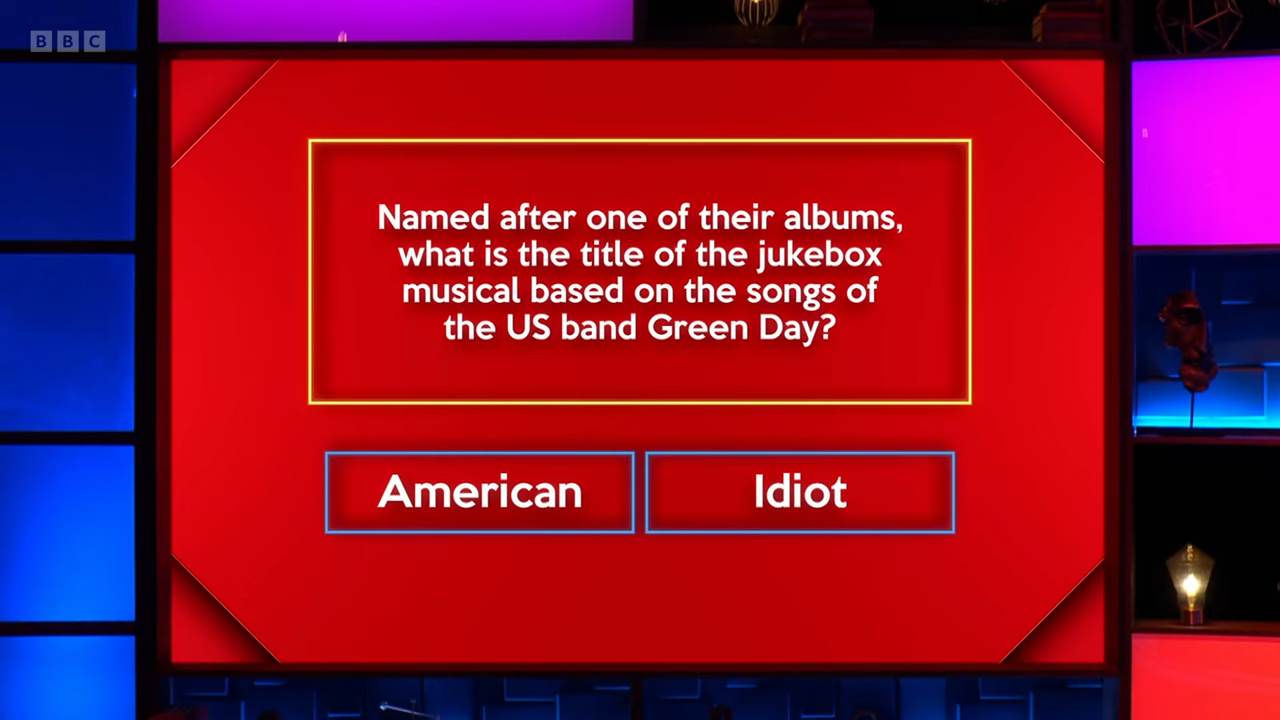 BBC
Named after one of their albums,
what is the title of the jukebox
musical based on the songs of
the US band Green Day?
American Idiot